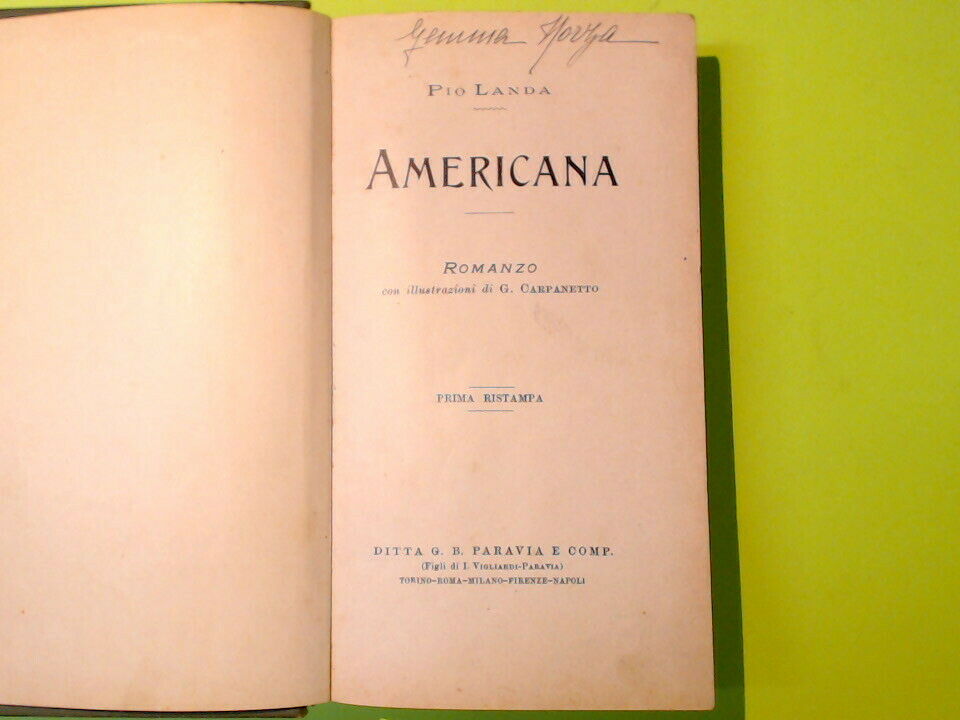 Gemma
PIO LANDA
AMERICANA
ROMANZO
con illustrazioni di G. CARPANETTO
PRIMA RISTAMPA
DITTA G. B. PARAVIA E COMP.
(Figli di I. VIGLIARDI-PARAVIA)
TORINO-ROMA-MILANO-FIRENZE-NAPOLI